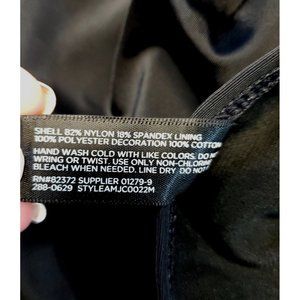 SHELL 82% NYLON 18% SPANDEX LINING
100% POLYESTER DECORATION 100% COTTON
HAND WASH COLD WITH LIKE COLORS. DO NOT
WRING OR TWIST. USE ONLY NON-CHLORINE
BLEACH WHEN NEEDED. LINE DRY DO NOT
RN#82372 SUPPLIER 01279-9
288-0629 STYLEAMJC0022M